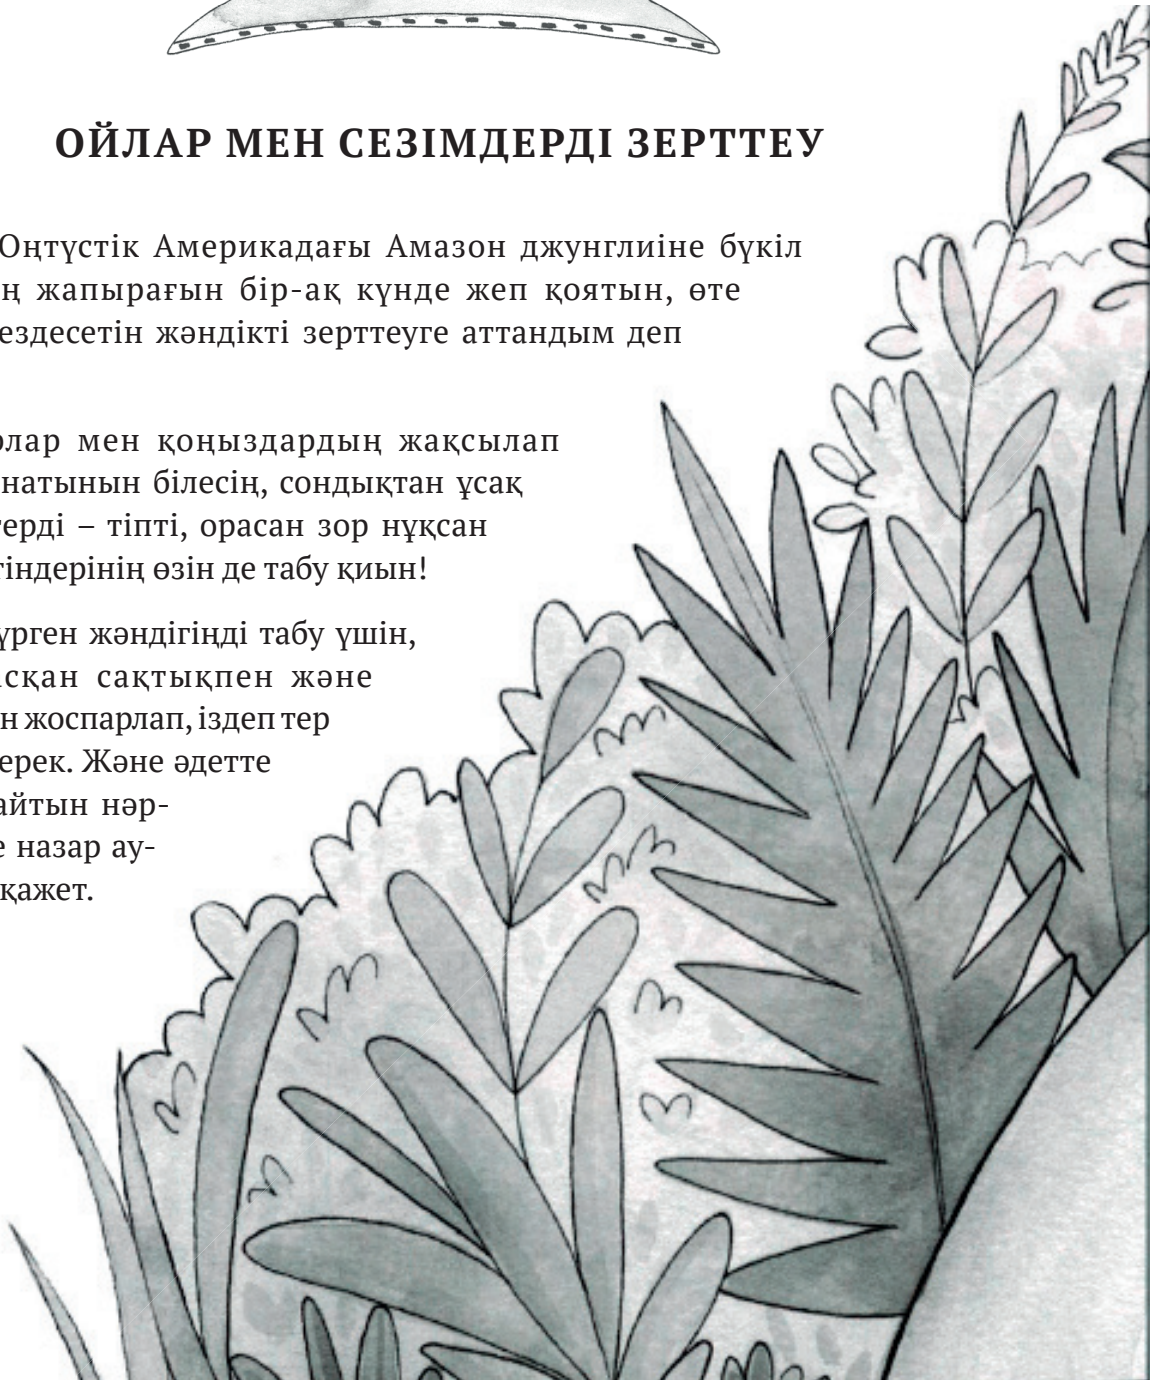 ОЙЛАР МЕН СЕЗІМДЕРДІ ЗЕРТТЕУ
Оңтүстік Америкадағы Амазон джунглиіне бүкіл
ң жапырағын бір-ақ күнде жеп қоятын, өте
ездесетін жәндікті зерттеуге аттандым деп
олар мен қоңыздардың жақсылап
натынын білесің, сондықтан ұсақ
терді – тіпті, орасан зор нұқсан
тіндерінің өзін де табу қиын!
үрген жәндігіңді табу үшін,
асқан сақтықпен және
н жоспарлап, іздеп тер
ерек. Және әдетте
айтын нәр-
е назар ау-
қажет.